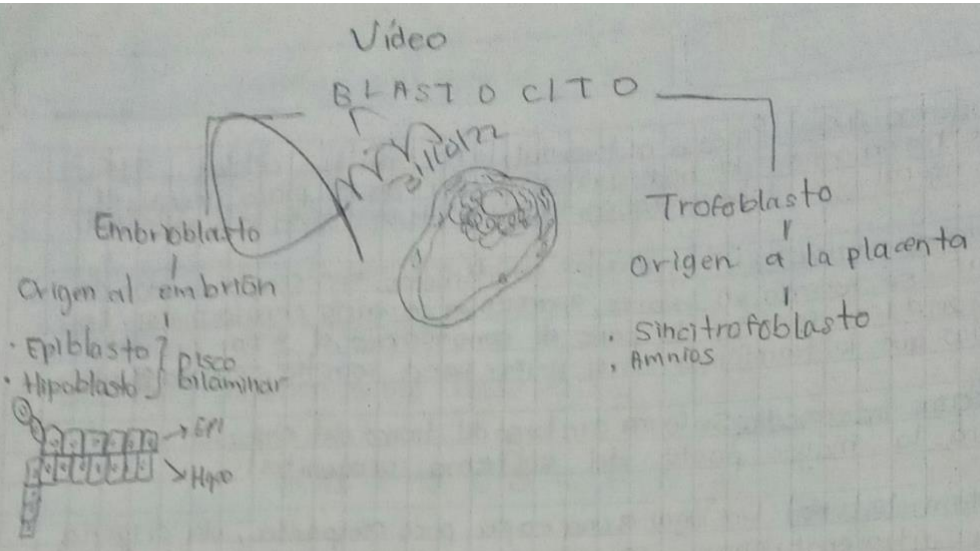 Vídeo
BLASTOCITO
Embrioblasto
Origen al embrión
· Epiblasto
· Hipoblasto
Disco
bilaminar
→ EPI
→ Hipo
Trofoblasto
Origen a la placenta
· Sincitrofoblasto
· Amnios